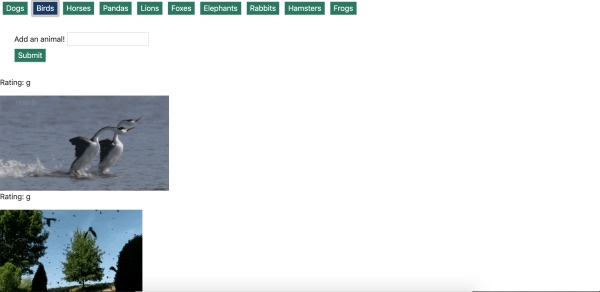 Dogs Birds Horses Pandas Lions Foxes Elephants Rabbits Hamsters Frogs
Add an animal!
Submit
Rating: g
Rating: g